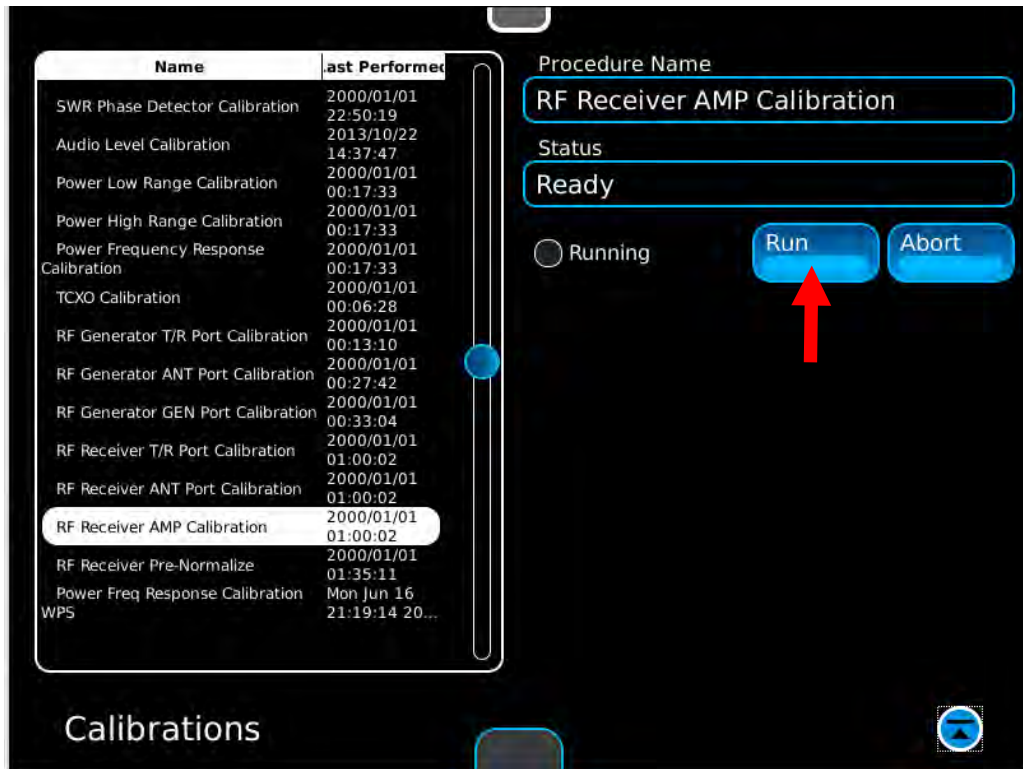 Name Last Performed
SWR Phase Detector Calibration 2000/01/01
22:50:19
Audio Level Calibration 2013/10/22
14:37:47
Power Low Range Calibration 2000/01/01
00:17:33
Power High Range Calibration 2000/01/01
00:17:33
Power Frequency Response 2000/01/01
Calibration 00:17:33
TCXO Calibration 2000/01/01
00:06:28
RF Generator T/R Port Calibration 2000/01/01
00:13:10
RF Generator ANT Port Calibration 2000/01/01
00:27:42
RF Generator GEN Port Calibration 2000/01/01
00:33:04
RF Receiver T/R Port Calibration 2000/01/01
01:00:02
RF Receiver ANT Port Calibration 2000/01/01
01:00:02
RF Receiver AMP Calibration 2000/01/01
01:00:02
RF Receiver Pre-Normalize 2000/01/01
01:35:11
Power Freq Response Calibration Mon Jun 16
WPS 21:19:14 20...
Procedure Name
RF Receiver AMP Calibration
Status
Ready
Running Run Abort
Calibrations